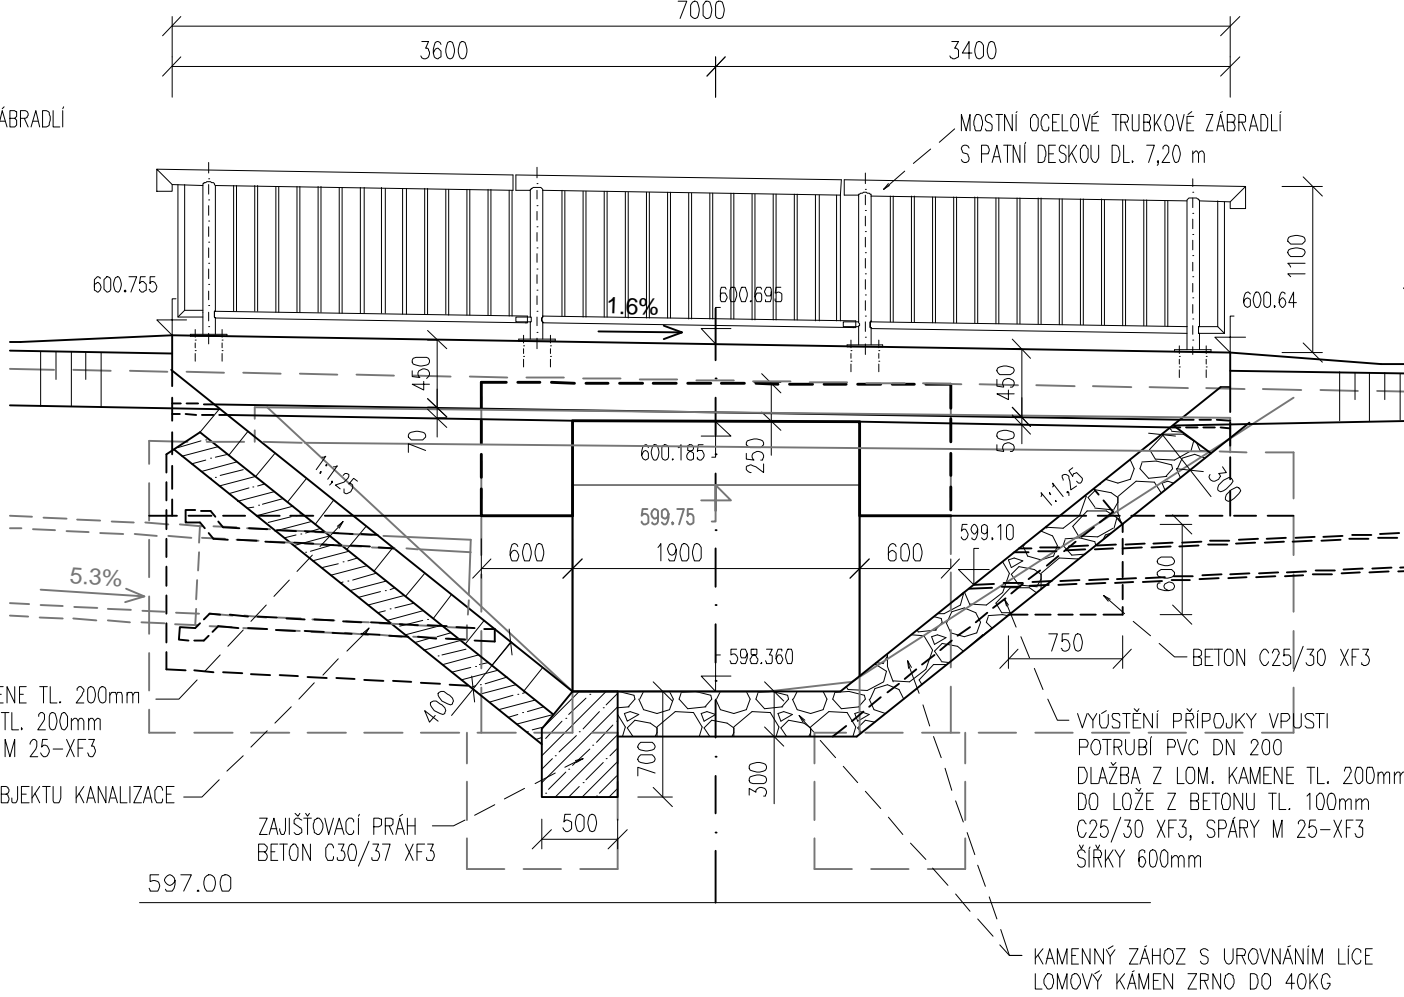 7000
3600
3400
ÁBRADLÍ
MOSTNÍ OCELOVÉ TRUBKOVÉ ZÁBRADLÍ
S PATNÍ DESKOU DL. 7,20 m
1100
600.755
1.6%
600.695
600.64
450
450
70
50
600.185
250
1:1,25
1:1,25
300
599.75
599.10
600
1900
600
600
5.3%
750
598.360
BETON C25/30 XF3
ENE TL. 200mm
TL. 200mm
M 25-XF3
400
VYÚSTĚNÍ PŘÍPOJKY VPUSTI
POTRUBÍ PVC DN 200
DLAŽBA Z LOM. KAMENE TL. 200mm
DO LOŽE Z BETONU TL. 100mm
C25/30 XF3, SPÁRY M 25-XF3
ŠÍŘKY 600mm
700
300
BJEKTU KANALIZACE
500
ZAJIŠŤOVACÍ PRÁH
BETON C30/37 XF3
597.00
KAMENNÝ ZÁHOZ S UROVNÁNÍM LÍCE
LOMOVÝ KÁMEN ZRNO DO 40KG